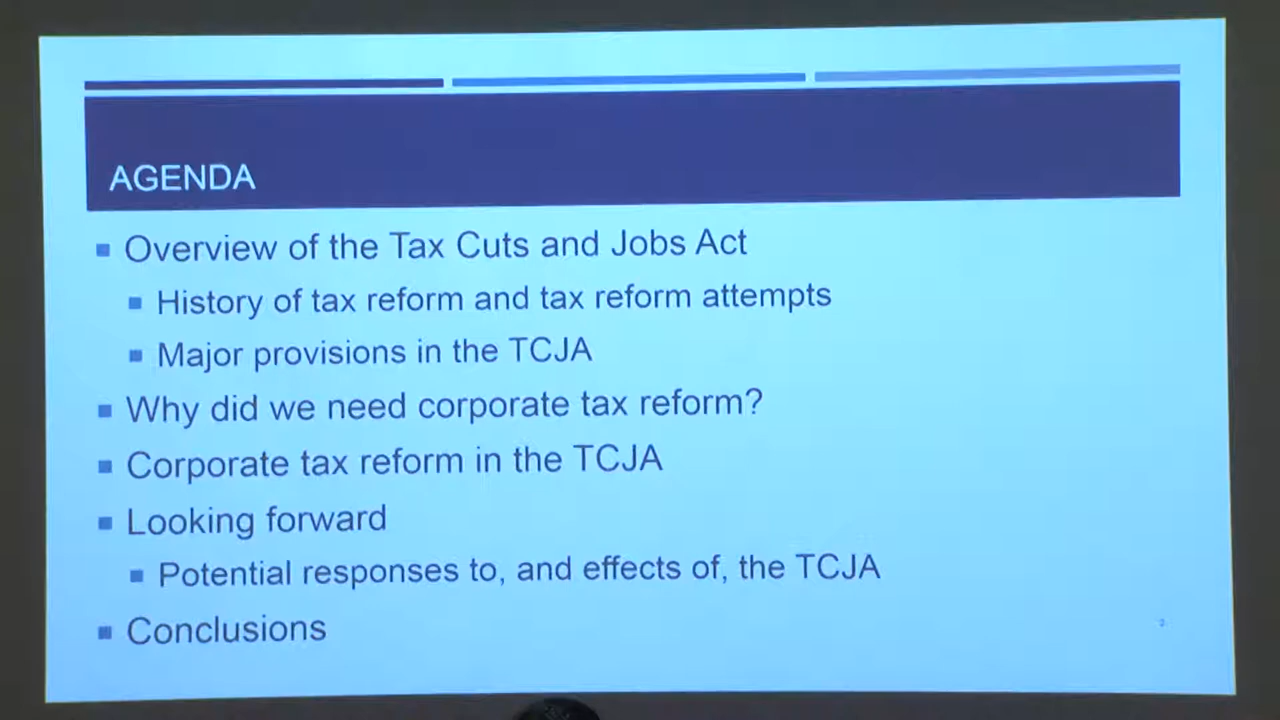 AGENDA
Overview of the Tax Cuts and Jobs Act
History of tax reform and tax reform attempts
Major provisions in the TCJA
Why did we need corporate tax reform?
Corporate tax reform in the TCJA
Looking forward
Potential responses to, and effects of, the TCJA
Conclusions